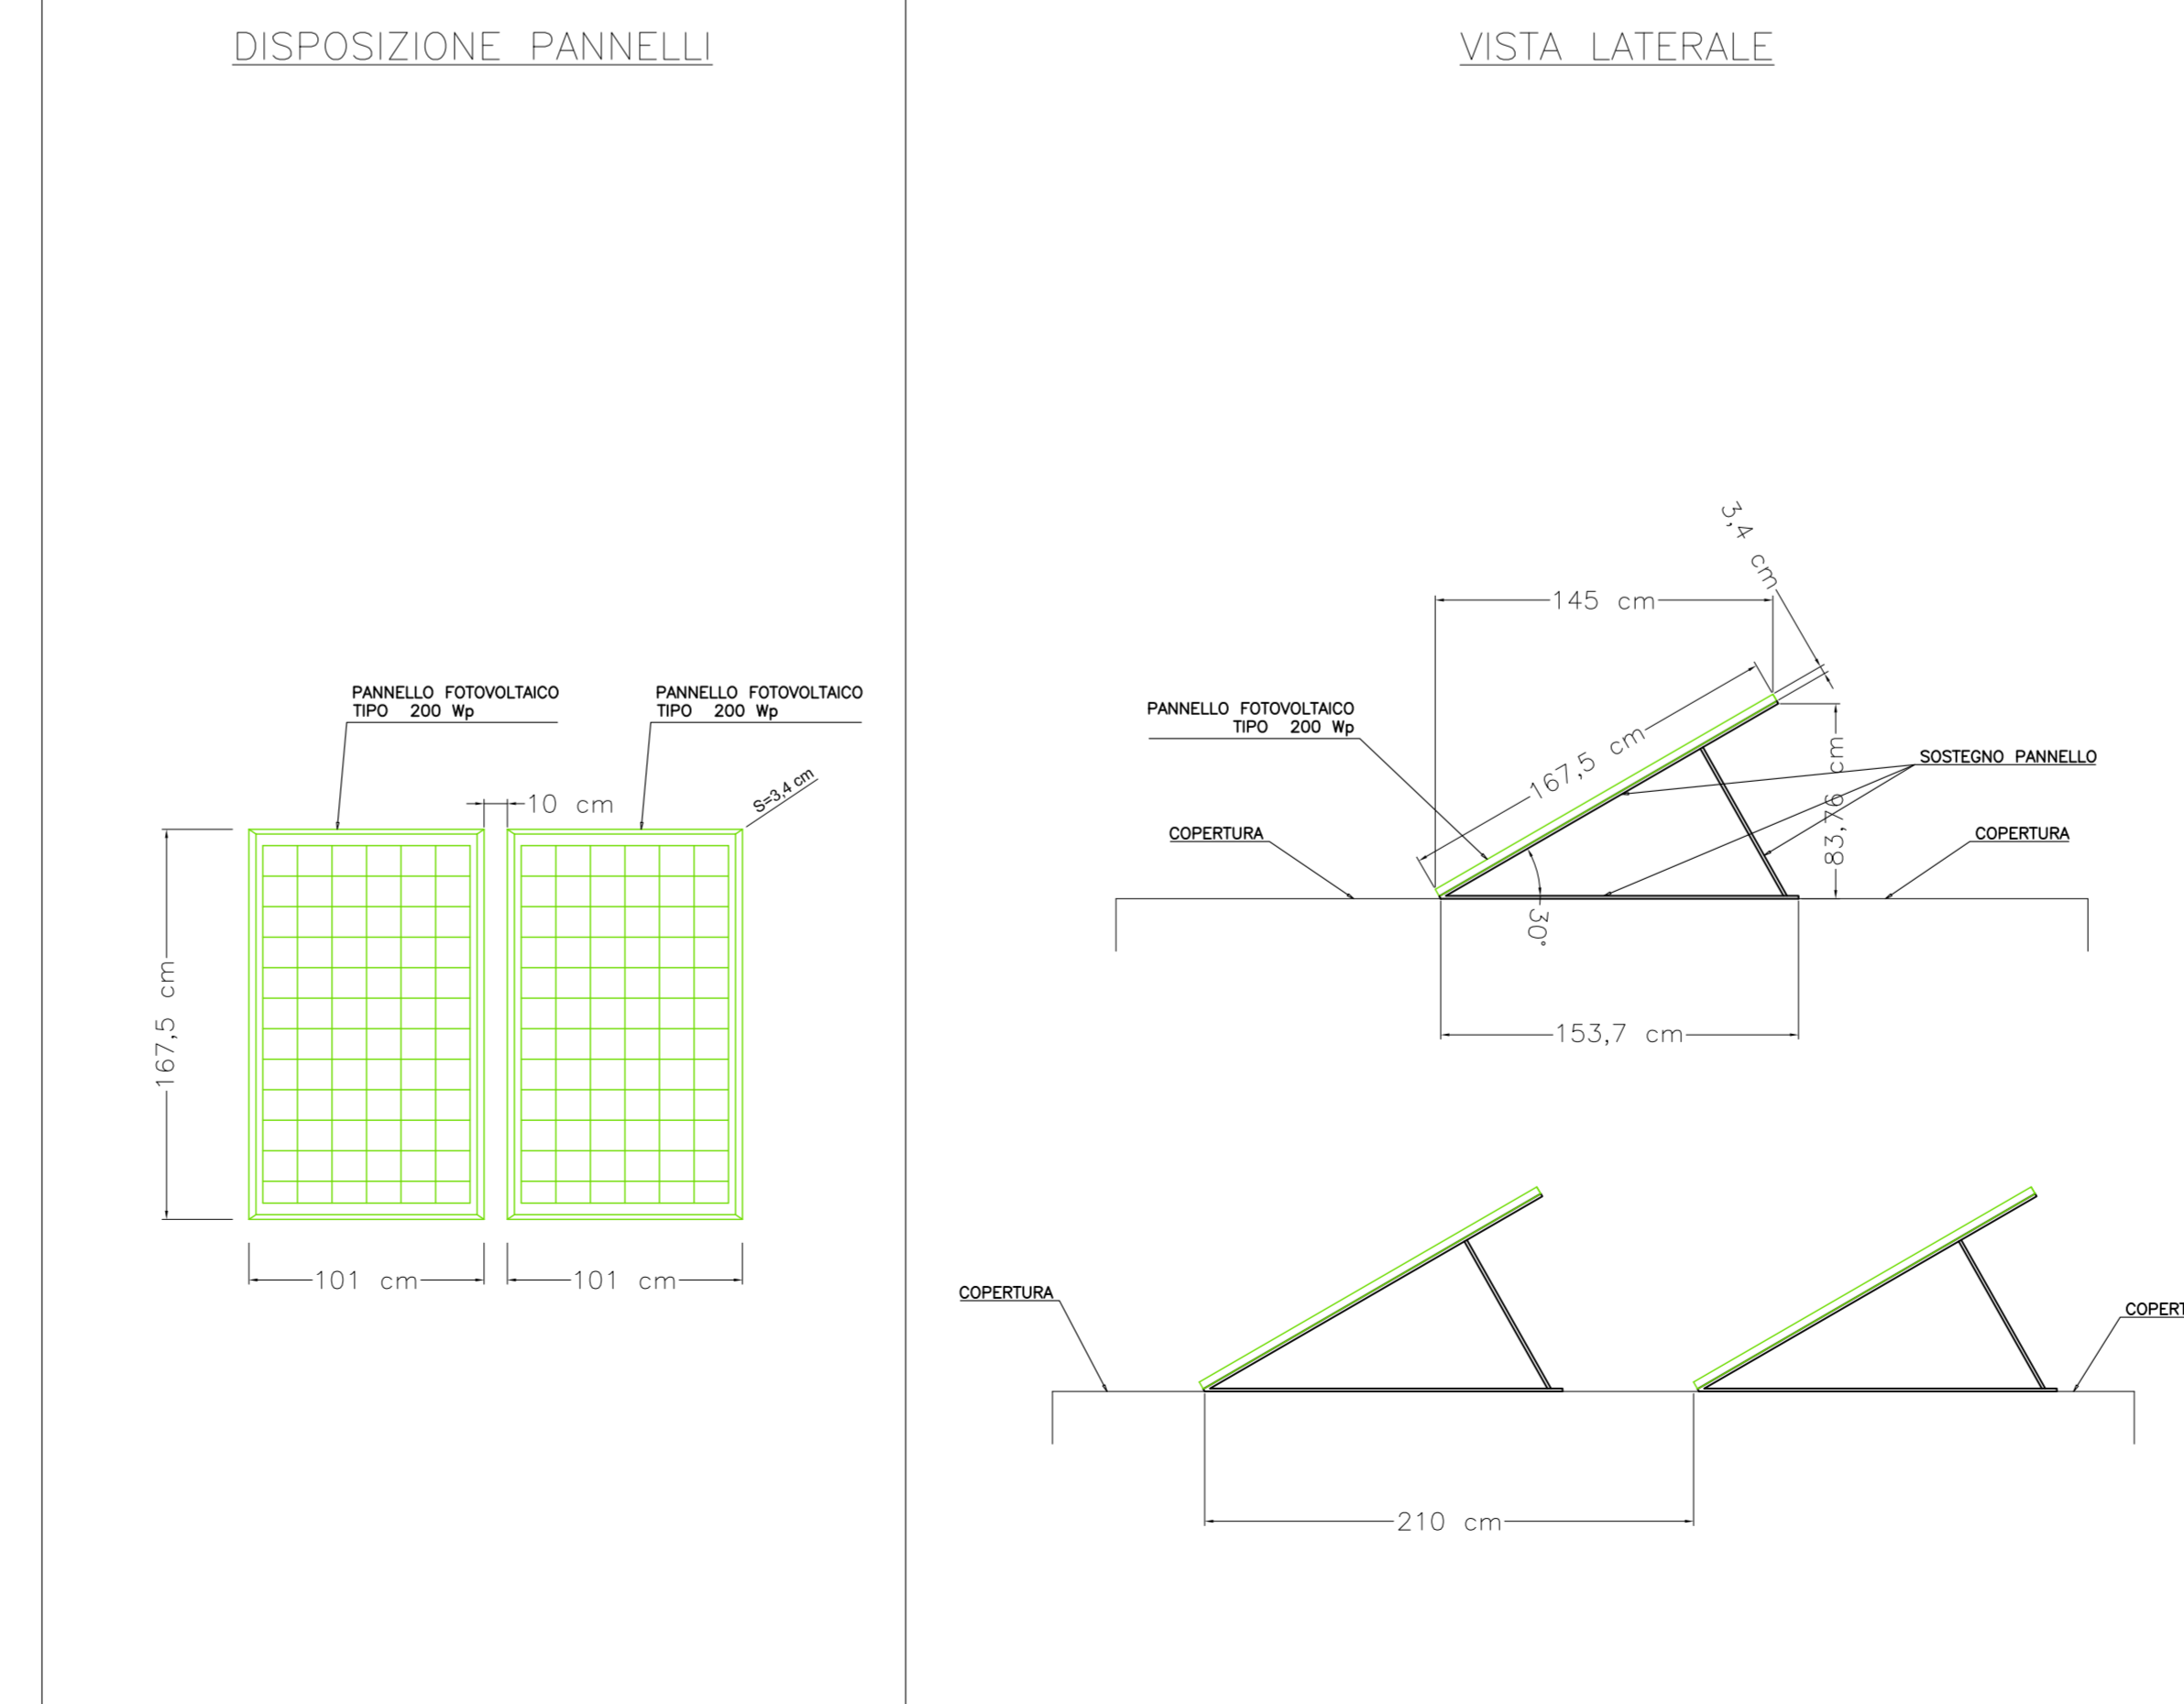 DISPOSIZIONE PANNELLI
PANNELLO FOTOVOLTAICO
TIPO 200 Wp
PANNELLO FOTOVOLTAICO
TIPO 200 Wp
S=3,4 cm
10 cm
167,5 cm
101 cm
101 cm
VISTA LATERALE
3,4 cm
145 cm
PANNELLO FOTOVOLTAICO
TIPO 200 Wp
167,5 cm
SOSTEGNO PANNELLO
83,76 cm
COPERTURA
COPERTURA
30°
153,7 cm
COPERTURA
COPERT
210 cm